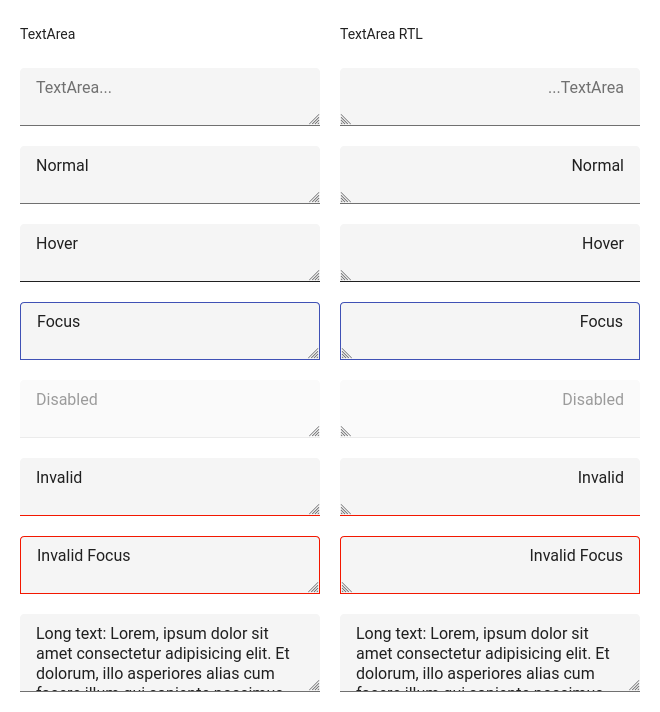 TextArea
TextArea RTL
TextArea...
...TextArea
Normal
Normal
Hover
Hover
Focus
Focus
Disabled
Disabled
Invalid
Invalid
Invalid Focus
Invalid Focus
Long text: Lorem, ipsum dolor sit
amet consectetur adipisicing elit. Et
dolorum, illo asperiores alias cum
Long text: Lorem, ipsum dolor sit
amet consectetur adipisicing elit. Et
dolorum, illo asperiores alias cum